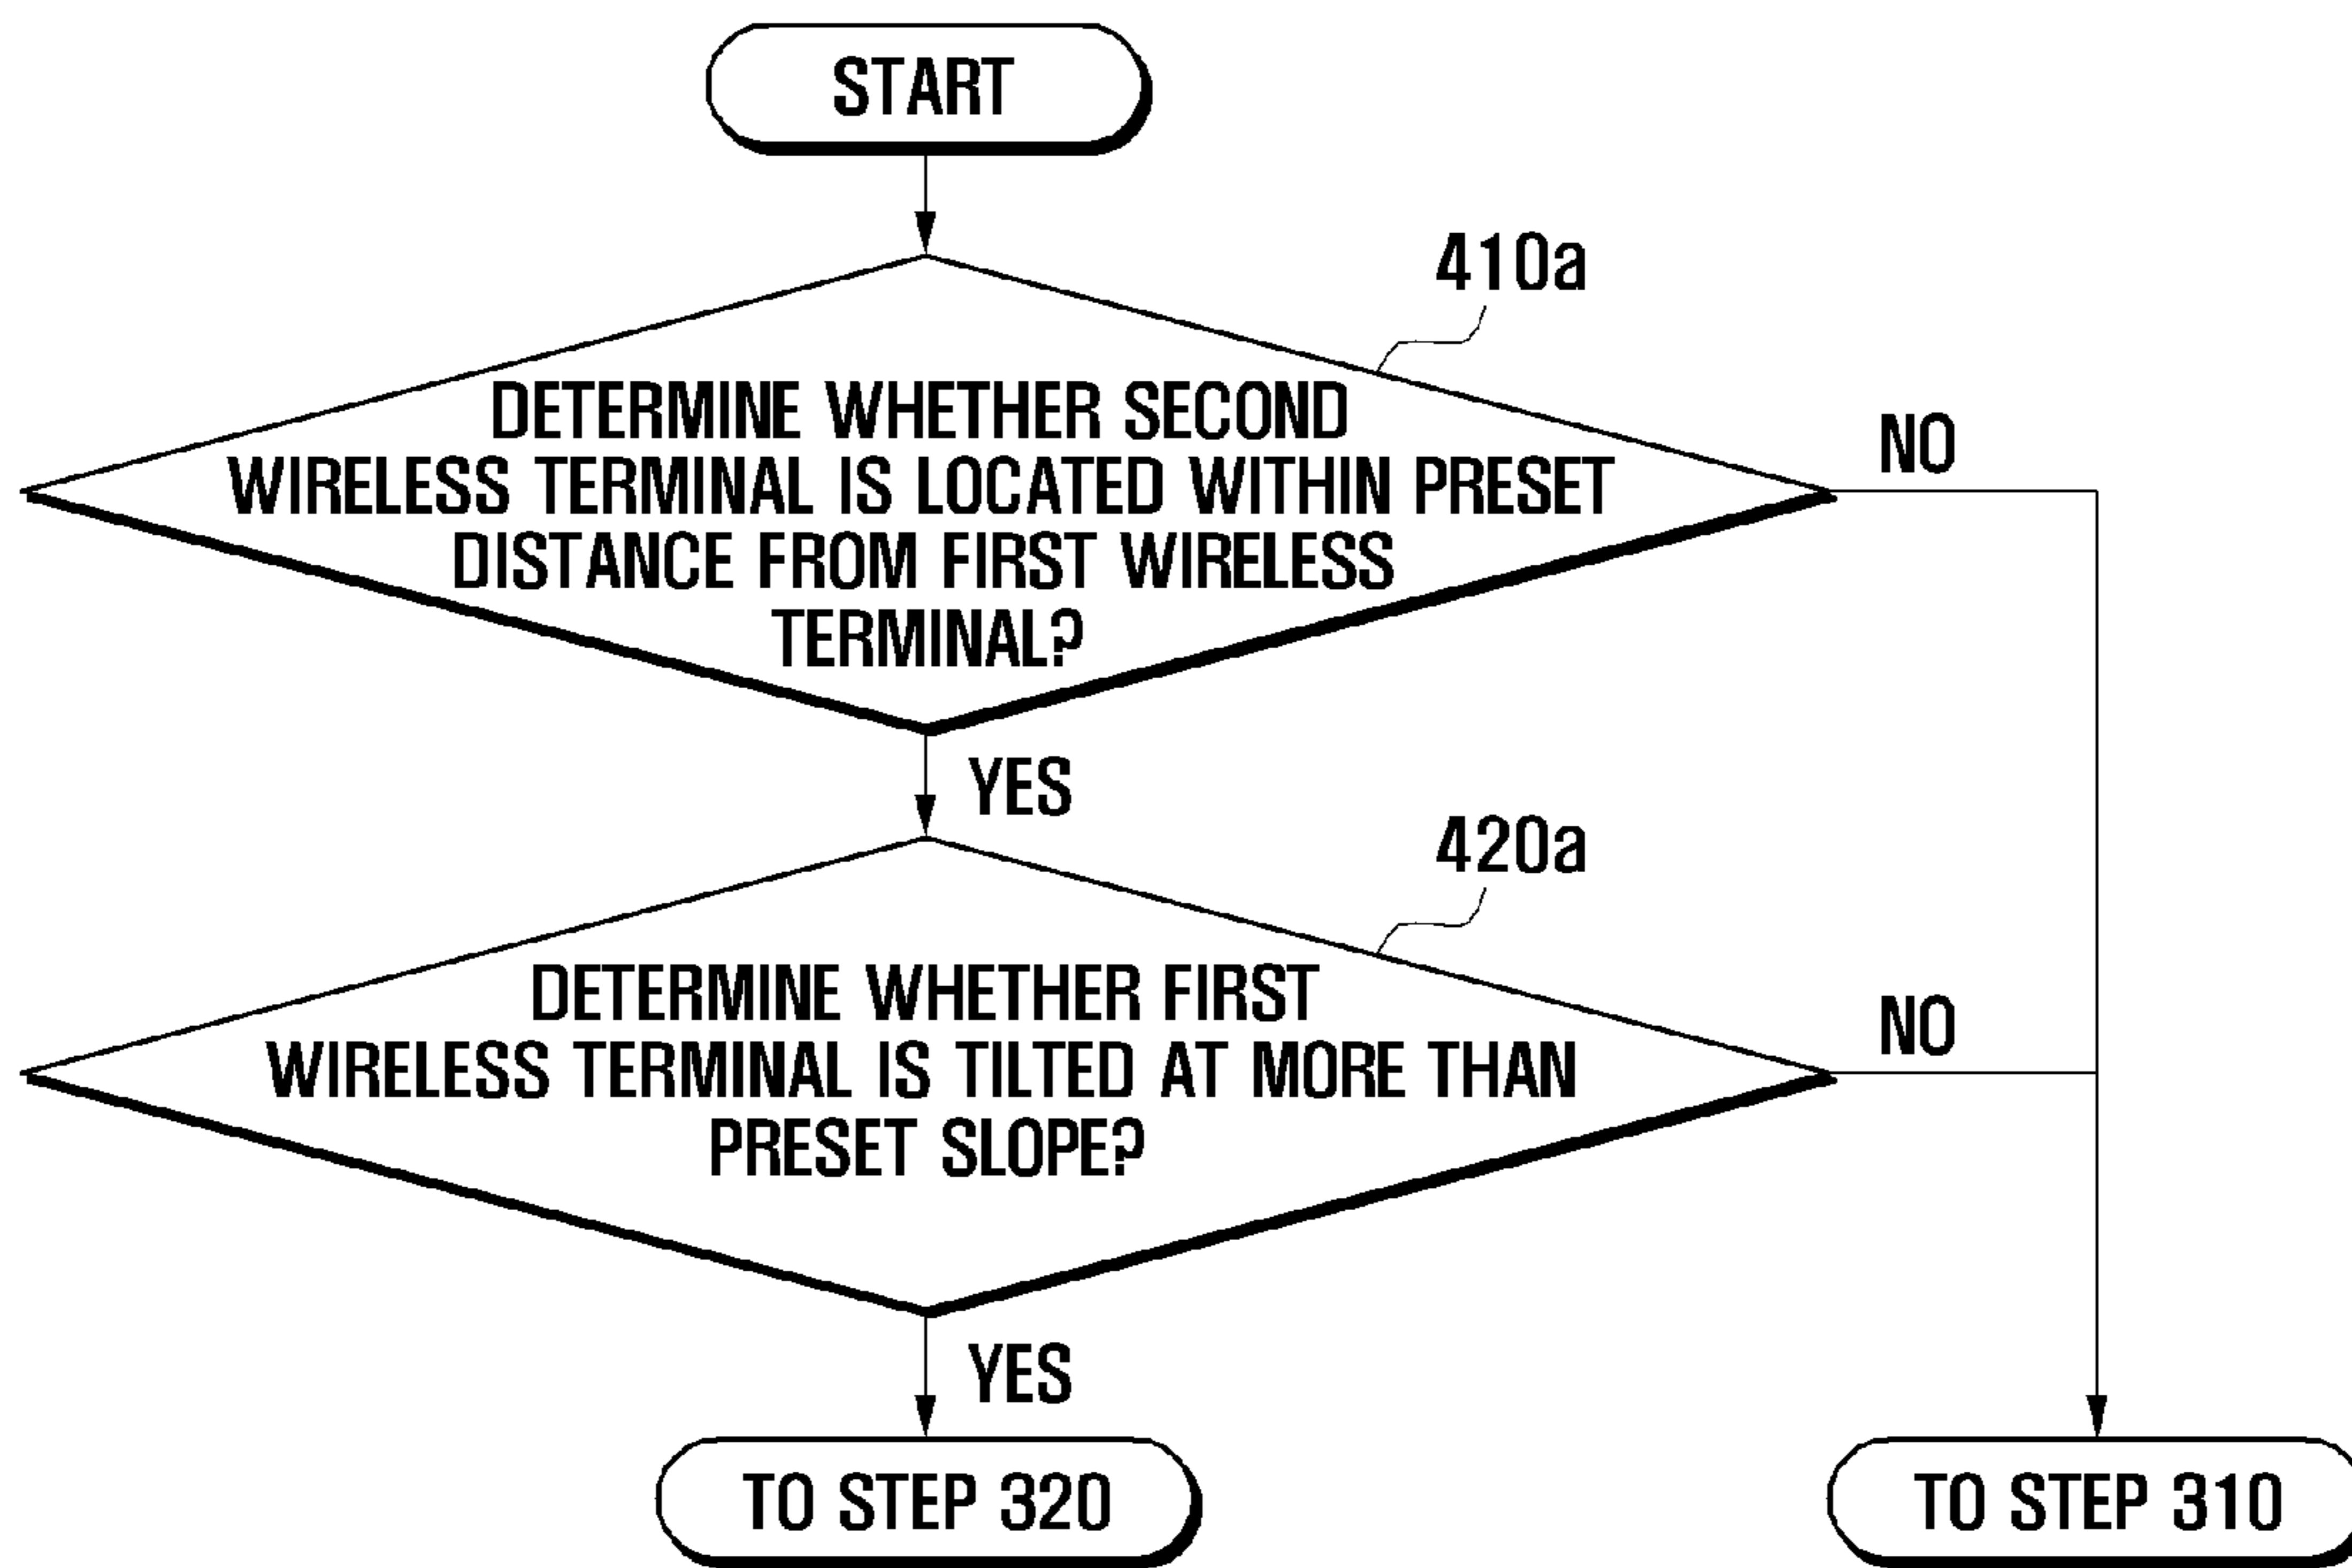 START
410a
DETERMINE WHETHER SECOND
WIRELESS TERMINAL IS LOCATED WITHIN PRESET
DISTANCE FROM FIRST WIRELESS
TERMINAL?
NO
YES
420a
DETERMINE WHETHER FIRST
WIRELESS TERMINAL IS TILTED AT MORE THAN
PRESET SLOPE?
NO
YES
TO STEP 320
TO STEP 310